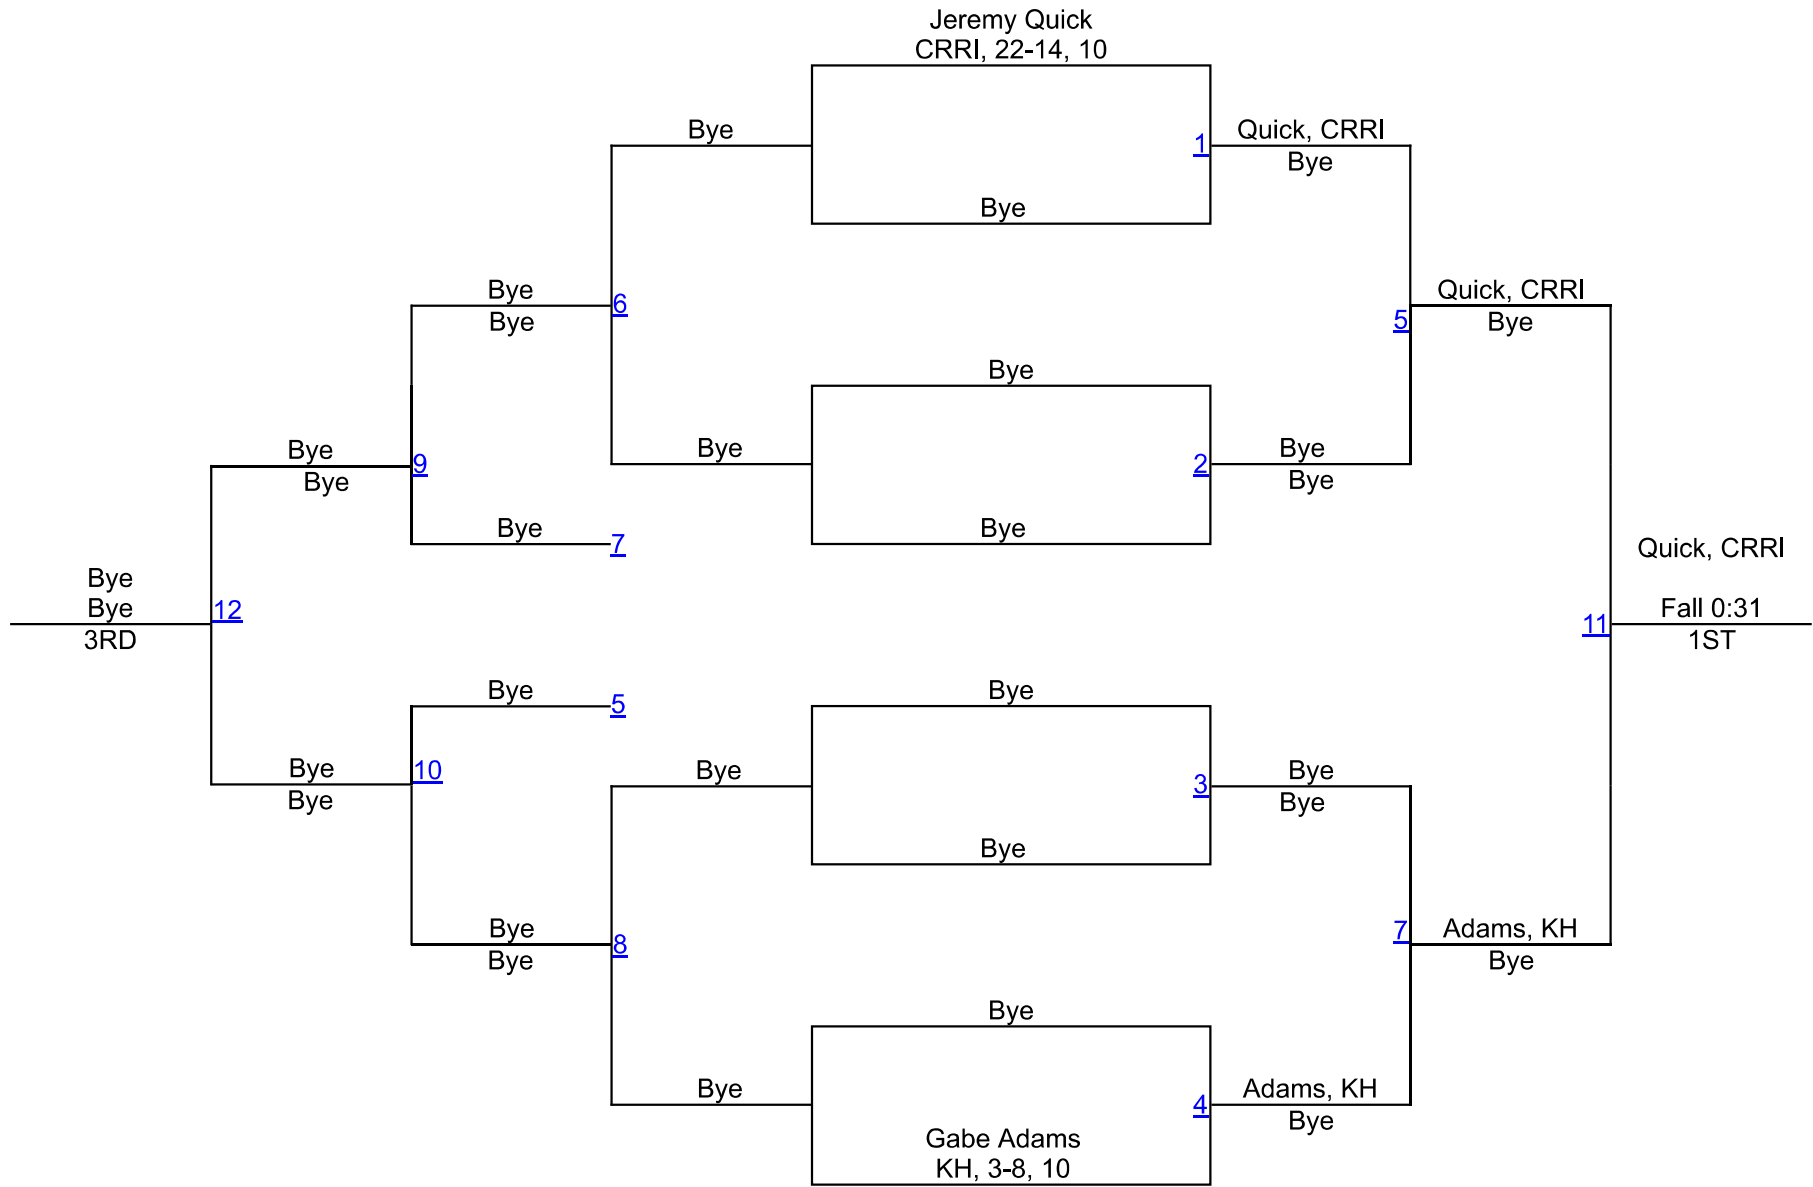 Jeremy Quick
CRRI, 22-14, 10
Bye
1
Quick, CRRI
Bye
Bye
Bye
Bye
6
Quick, CRRI
Bye
5
Bye
Bye
9
Bye
Bye
Bye
2
Bye
Bye
Bye
7
Bye
Quick, CRRI
Bye
Bye
3RD
12
Fall 0:31
1ST
11
Bye
5
Bye
Bye
Bye
10
Bye
3
Bye
Bye
Bye
Bye
Bye
8
7
Adams, KH
Bye
Bye
Bye
4
Adams, KH
Bye
Gabe Adams
KH, 3-8, 10